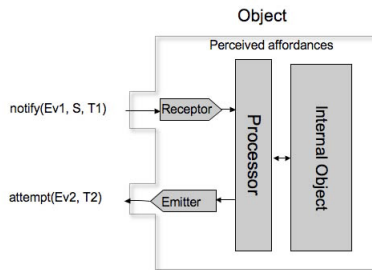 Object
Perceived affordances
notify(Ev1, S, T1)
Receptor
Processor
Internal Object
attempt(Ev2, T2)
Emitter